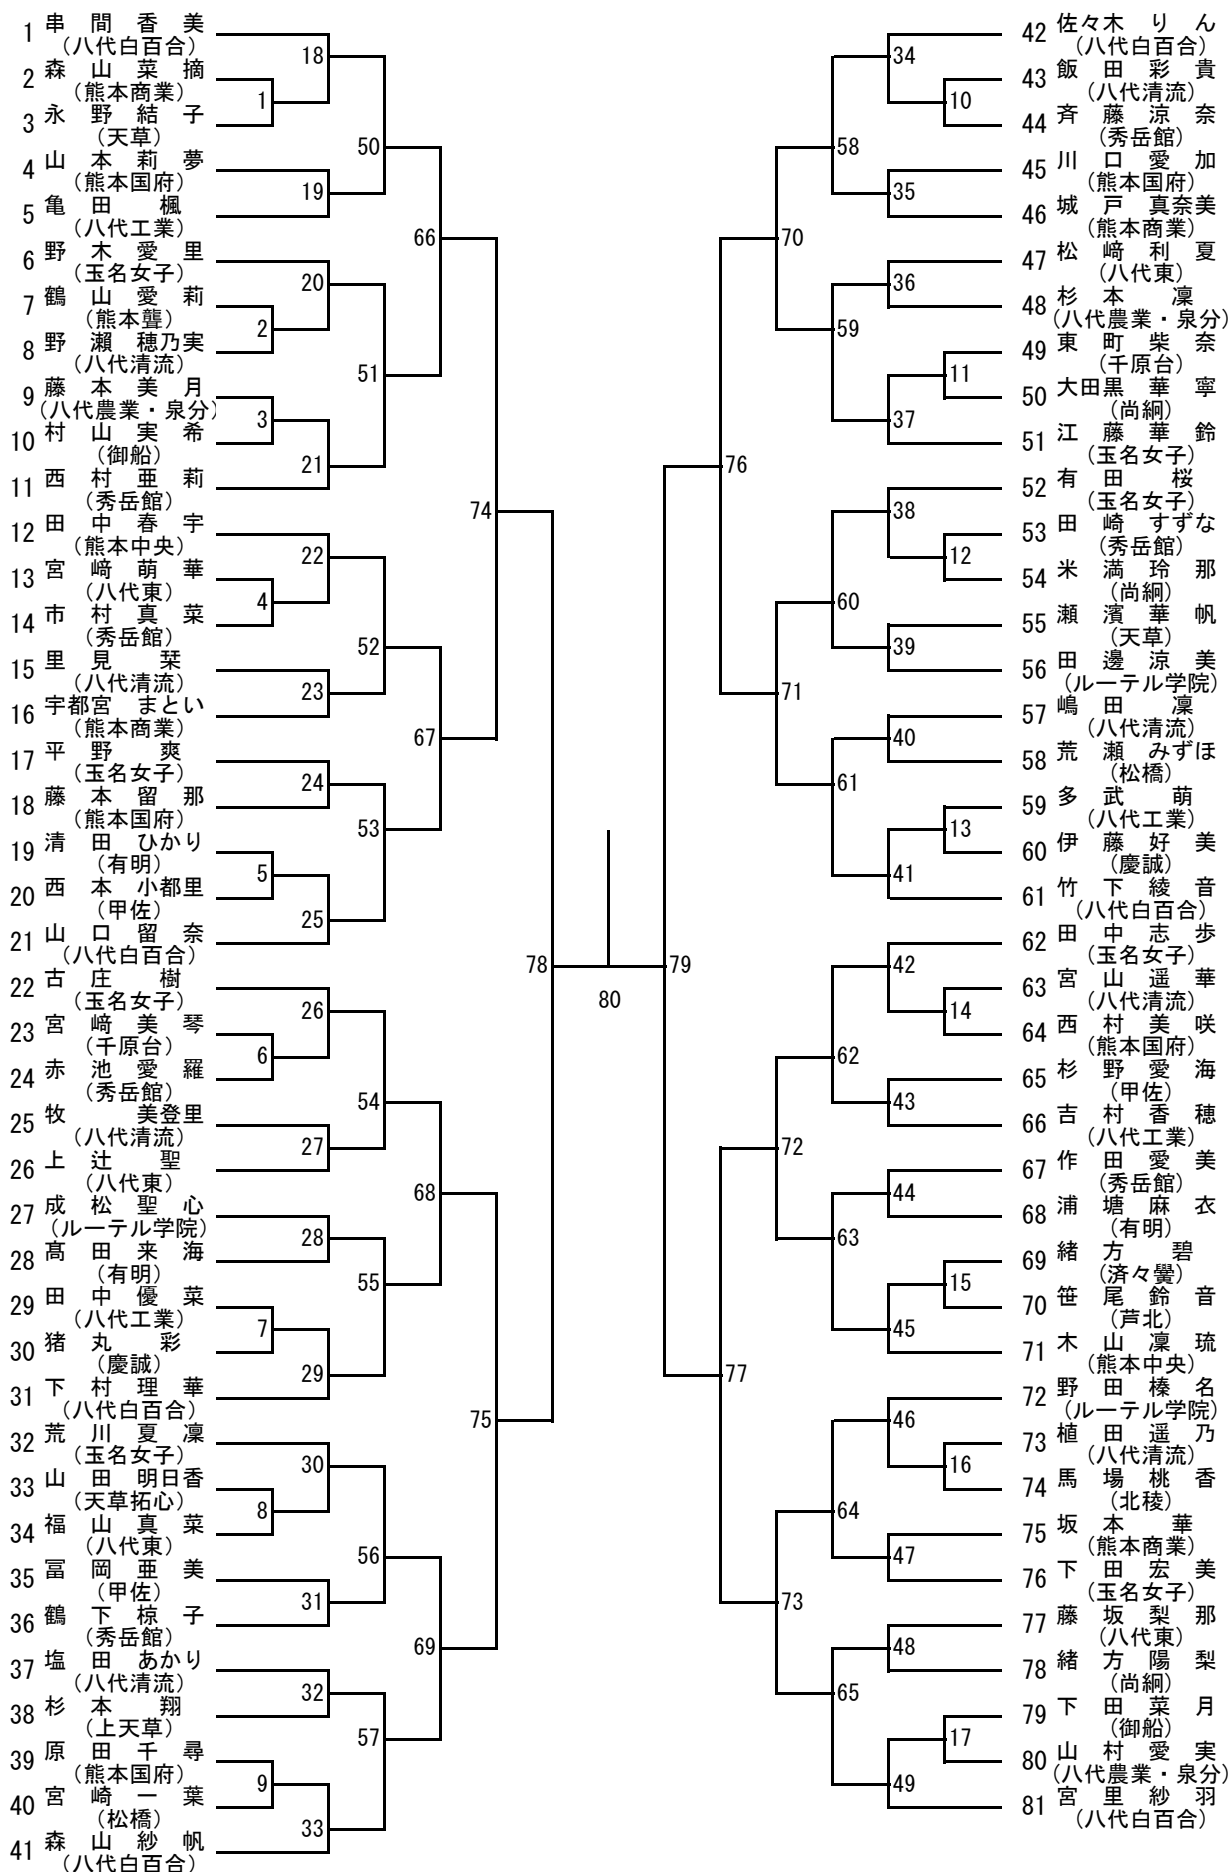 1 串間香美
(八代白百合)
2 森山菜摘
(熊本商業)
3 永野結子
(天草)
4 山本莉夢
(熊本国府)
5 亀田楓
(八代工業)
6 野木愛里
(玉名女子)
7 鶴山愛莉
(熊本聾)
8 野瀬穂乃実
(八代清流)
9 藤本美月
(八代農業・泉分)
10 村山実希
(御船)
11 西村亜莉
(秀岳館)
12 田中春宇
(熊本中央)
13 宮﨑萌華
(八代東)
14 市村真菜
(秀岳館)
15 里見栞
(八代清流)
16 宇都宮まとい
(熊本商業)
17 平野爽
(玉名女子)
18 藤本留那
(熊本国府)
19 清田ひかり
(有明)
20 西本小都里
(甲佐)
21 山口留奈
(八代白百合)
22 古庄樹
(玉名女子)
23 宮﨑美琴
(千原台)
24 赤池愛羅
(秀岳館)
25 牧美登里
(八代清流)
26 上辻聖
(八代東)
27 成松聖心
(ルーテル学院)
28 髙田来海
(有明)
29 田中優菜
(八代工業)
30 猪丸彩
(慶誠)
31 下村理華
(八代白百合)
32 荒川夏凜
(玉名女子)
33 山田明日香
(天草拓心)
34 福山真菜
(八代東)
35 冨岡亜美
(甲佐)
36 鶴下椋子
(秀岳館)
37 塩田あかり
(八代清流)
38 杉本翔
(上天草)
39 原田千尋
(熊本国府)
40 宮崎一葉
(松橋)
41 森山紗帆
(八代白百合)
1
2
3
4
5
6
7
8
9
18
19
20
21
22
23
24
25
26
27
28
29
30
31
32
33
50
51
52
53
54
55
56
57
66
67
68
69
74
75
78
80
79
76
77
70
71
72
73
58
59
60
61
62
63
64
65
34
35
36
37
38
39
40
41
42
43
44
45
46
47
48
49
10
11
12
13
14
15
16
17
42 佐々木りん
(八代白百合)
43 飯田彩貴
(八代清流)
44 斉藤涼奈
(秀岳館)
45 川口愛加
(熊本国府)
46 城戸真奈美
(熊本商業)
47 松﨑利夏
(八代東)
48 杉本凜
(八代農業・泉分)
49 東町柴奈
(千原台)
50 大田黒華寧
(尚絅)
51 江藤華鈴
(玉名女子)
52 有田桜
(玉名女子)
53 田崎すずな
(秀岳館)
54 米満玲那
(尚絅)
55 瀬濱華帆
(天草)
56 田邊涼美
(ルーテル学院)
57 嶋田凜
(八代清流)
58 荒瀬みずほ
(松橋)
59 多武萌
(八代工業)
60 伊藤好美
(慶誠)
61 竹下綾音
(八代白百合)
62 田中志歩
(玉名女子)
63 宮山遥華
(八代清流)
64 西村美咲
(熊本国府)
65 杉野愛海
(甲佐)
66 吉村香穂
(八代工業)
67 作田愛美
(秀岳館)
68 浦塘麻衣
(有明)
69 緒方碧
(済々黌)
70 笹尾鈴音
(芦北)
71 木山凜琉
(熊本中央)
72 野田榛名
(ルーテル学院)
73 植田遥乃
(八代清流)
74 馬場桃香
(北稜)
75 坂本華
(熊本商業)
76 下田宏美
(玉名女子)
77 藤坂梨那
(八代東)
78 緒方陽梨
(尚絅)
79 下田菜月
(御船)
80 山村愛実
(八代農業・泉分)
81 宮里紗羽
(八代白百合)